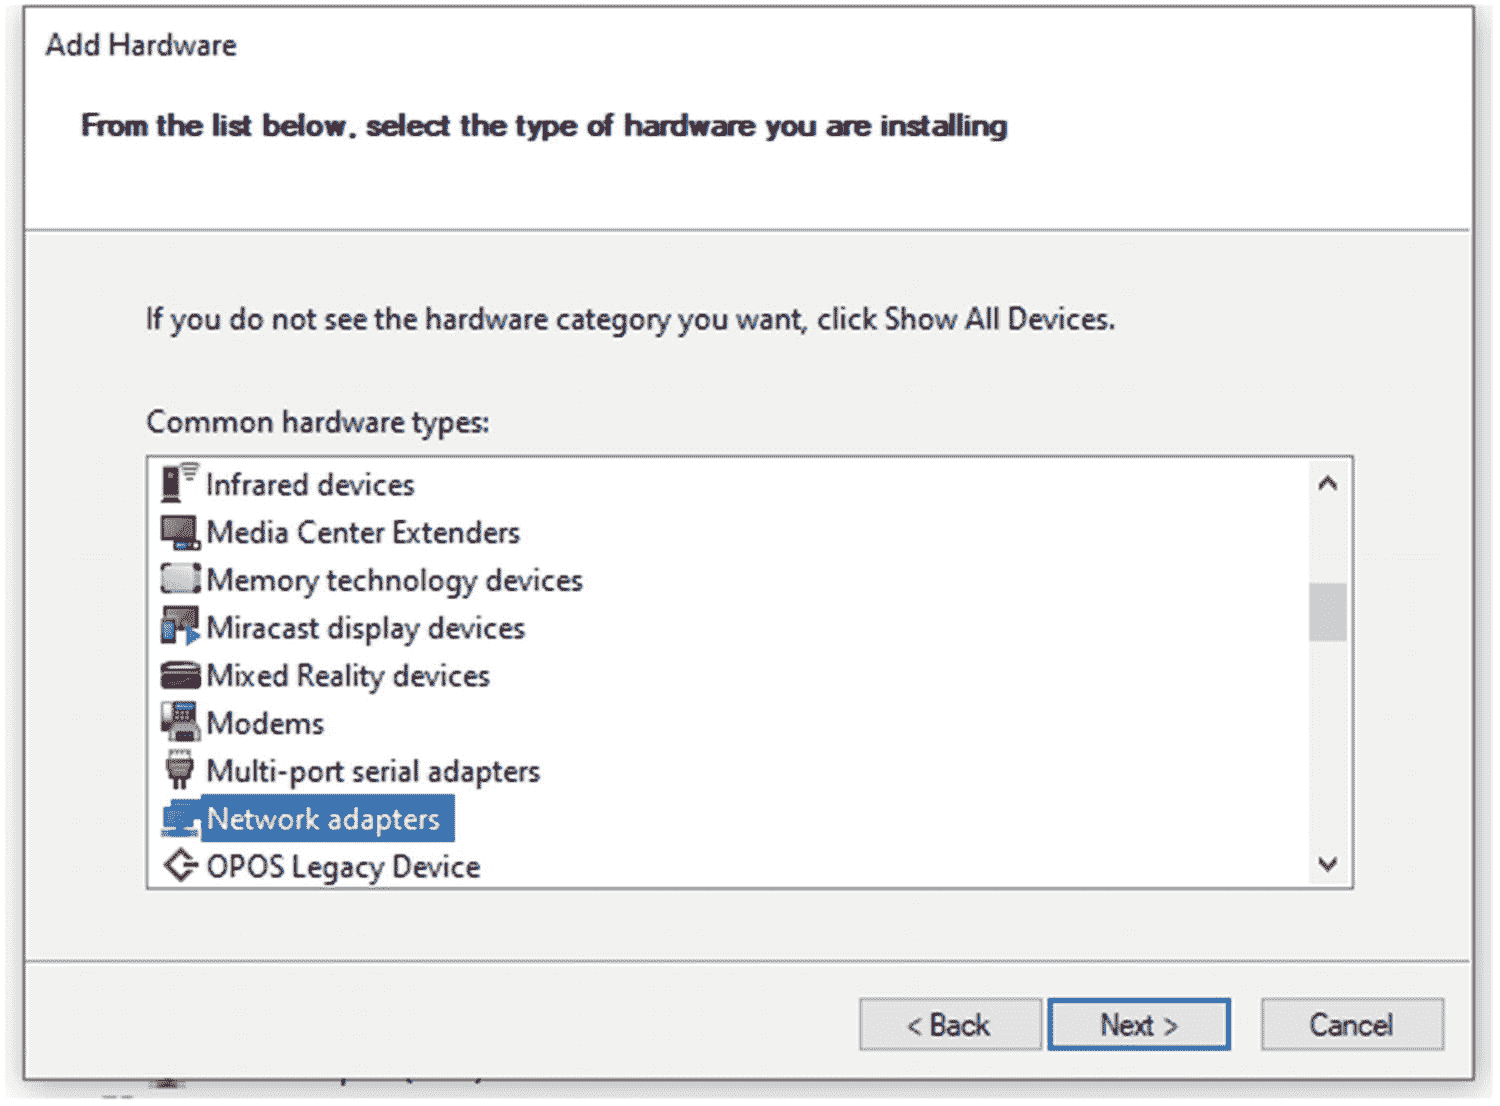 Add Hardware
From the list below, select the type of hardware you are installing
If you do not see the hardware category you want, click Show All Devices.
Common hardware types:
Infrared devices
Media Center Extenders
Memory technology devices
Miracast display devices
Mixed Reality devices
Modems
Multi-port serial adapters
Network adapters
OPOS Legacy Device
< Back
Next >
Cancel